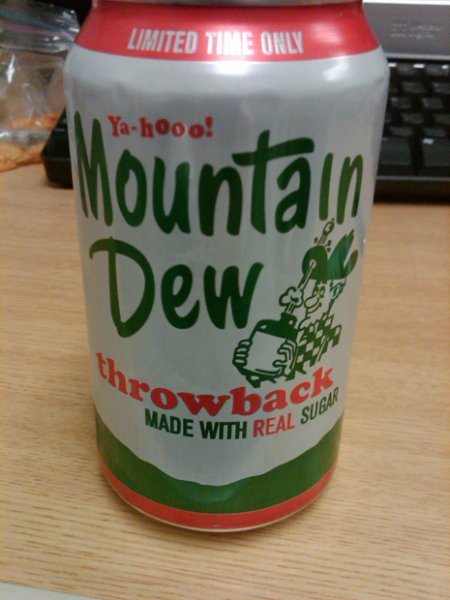 LIMITED TIME ONLY
Ya-hooo!
Mountain
Dew
throwback
MADE WITH REAL SUGAR